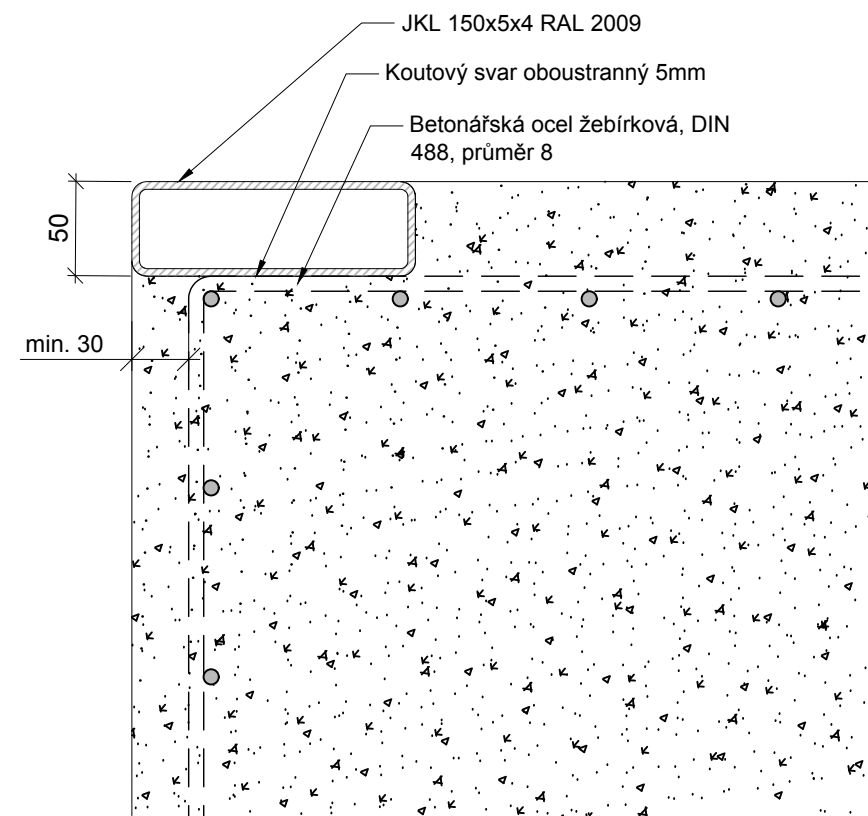 JKL 150x5x4 RAL 2009
Koutový svar oboustranný 5mm
Betonářská ocel žebírková, DIN
488, průměr 8
50
min. 30